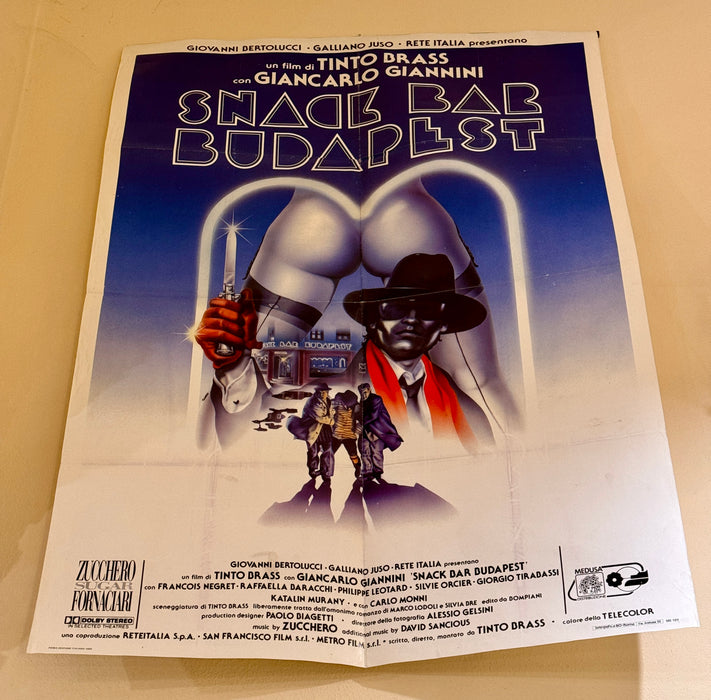 GIOVANNI BERTOLUCCI · GALLIANO JUSO · RETE ITALIA presentano
un film di TINTO BRASS
con GIANCARLO GIANNINI
SNACK BAR
BUDAPEST
SNACK BAR BUDAPEST
ZUCCHERO
SUGAR
FORNACIARI
DOLBY STEREO
IN SELECTED THEATRES
GIOVANNI BERTOLUCCI · GALLIANO JUSO · RETE ITALIA presentano
un film di TINTO BRASS con GIANCARLO GIANNINI 'SNACK BAR BUDAPEST'
con FRANCOIS NEGRET · RAFFAELLA BARACCHI · PHILIPPE LEOTARD · SILVIE ORCIER · GIORGIO TIRABASSI
KATALIN MURANY · e con CARLO MONNI
sceneggiatura di TINTO BRASS liberamente tratto dall'omonimo romanzo di MARCO LODOLI e SILVIA BRE edito da BOMPIANI
production designer PAOLO BIAGETTI · direttore della fotografia ALESSIO GELSINI
music by ZUCCHERO additional music by DAVID SANCIOUS
una coproduzione RETEITALIA S.p.A. · SAN FRANCISCO FILM s.r.l. · METRO FILM s.r.l. · scritto, diretto, montato da TINTO BRASS
MEDUSA
DISTRIBUZIONE
colore della TELECOLOR